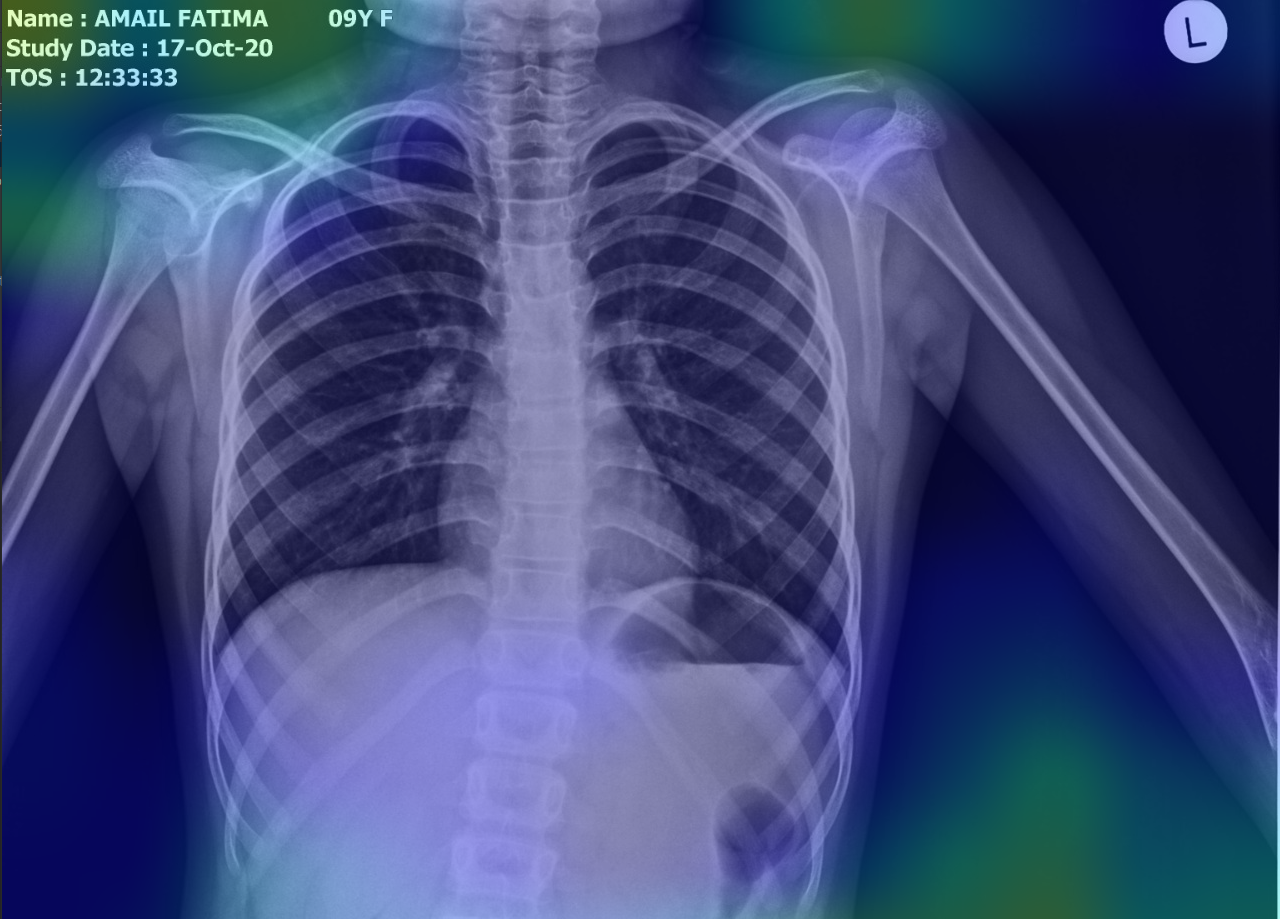 Name : AMAIL FATIMA 09Y F
Study Date : 17-Oct-20
TOS : 12:33:33
L